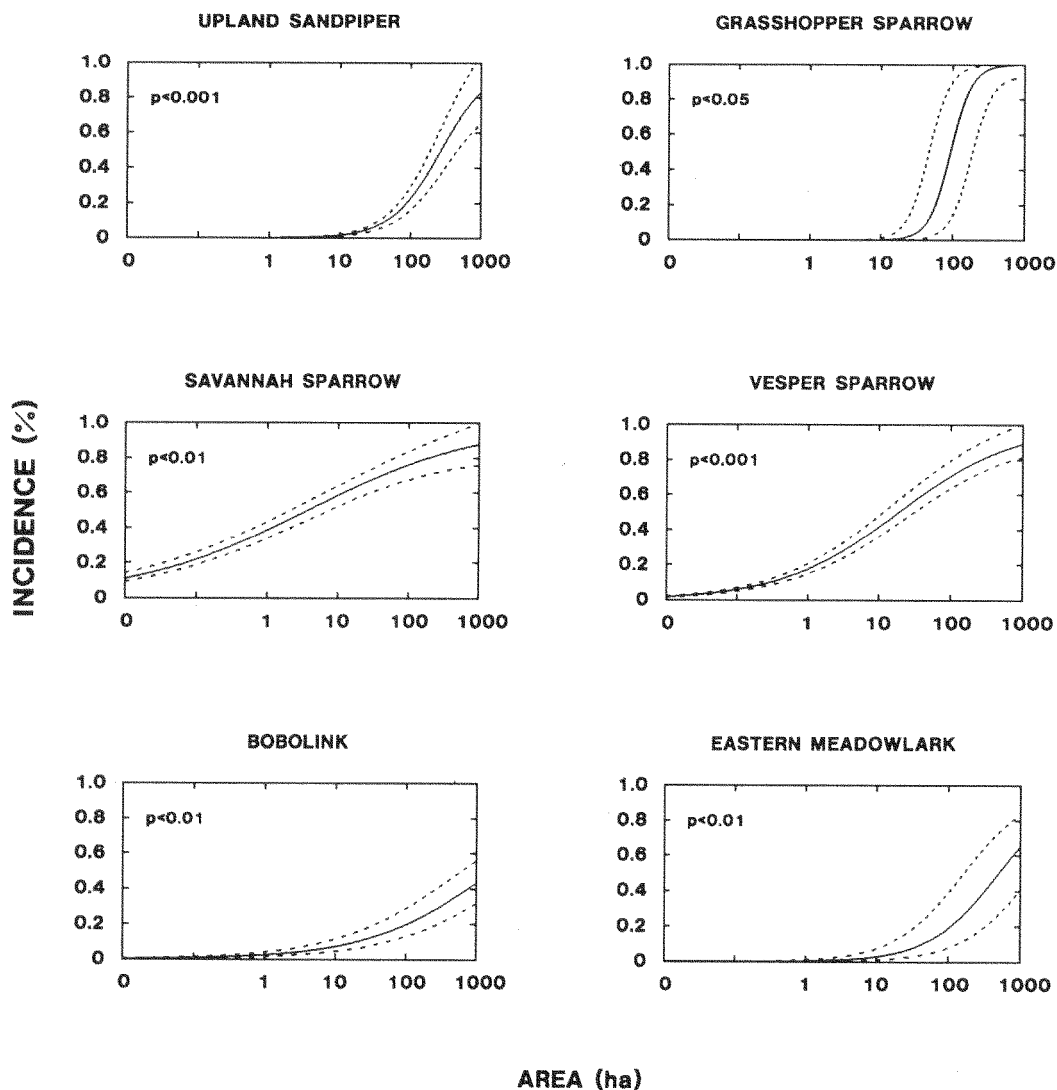 UPLAND SANDPIPER
1.0
0.8
0.6
0.4
0.2
0
p<0.001
0 1 10 100 1000
GRASSHOPPER SPARROW
1.0
0.8
0.6
0.4
0.2
0
p<0.05
0 1 10 100 1000
SAVANNAH SPARROW
1.0
0.8
0.6
0.4
0.2
0
p<0.01
0 1 10 100 1000
VESPER SPARROW
1.0
0.8
0.6
0.4
0.2
0
p<0.001
0 1 10 100 1000
INCIDENCE (%)
BOBOLINK
1.0
0.8
0.6
0.4
0.2
0
p<0.01
0 1 10 100 1000
EASTERN MEADOWLARK
1.0
0.8
0.6
0.4
0.2
0
p<0.01
0 1 10 100 1000
AREA (ha)